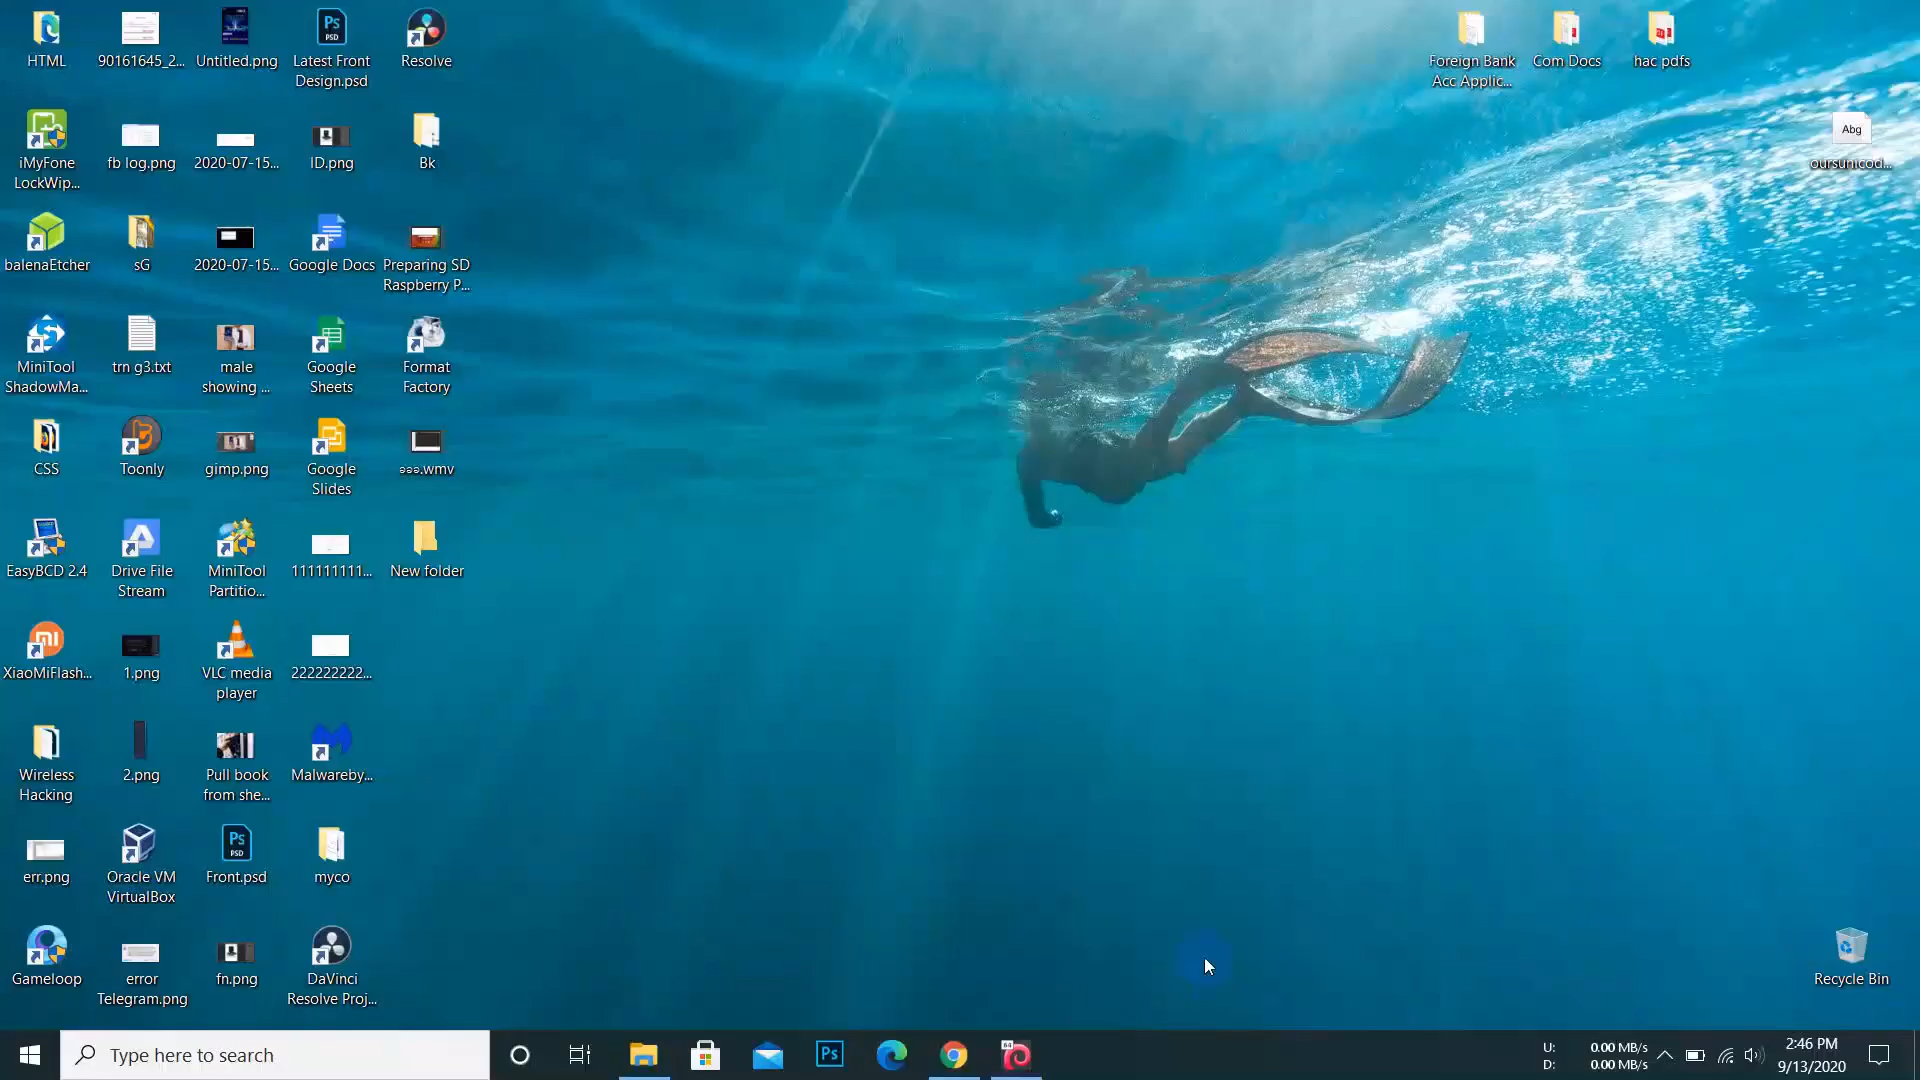 HTML
90161645_2...
Untitled.png
Latest Front
Design.psd
Resolve
Foreign Bank
Acc Applic...
Com Docs
hac pdfs
iMyFone
LockWip...
fb log.png
2020-07-15...
ID.png
Bk
Abg
oursunicod...
balenaEtcher
sG
2020-07-15...
Google Docs
Preparing SD
Raspberry P...
MiniTool
ShadowMa...
trn g3.txt
male
showing ...
Google
Sheets
Format
Factory
CSS
Toonly
gimp.png
Google
Slides
EasyBCD 2.4
Drive File
Stream
MiniTool
Partitio...
111111111...
New folder
XiaoMiFlash...
1.png
VLC media
player
222222222...
Wireless
Hacking
2.png
Pull book
from she...
Malwareby...
err.png
Oracle VM
VirtualBox
Front.psd
myco
Gameloop
error
Telegram.png
fn.png
DaVinci
Resolve Proj...
Recycle Bin
Type here to search
U: 0.00 MB/s
D: 0.00 MB/s
2:46 PM
9/13/2020